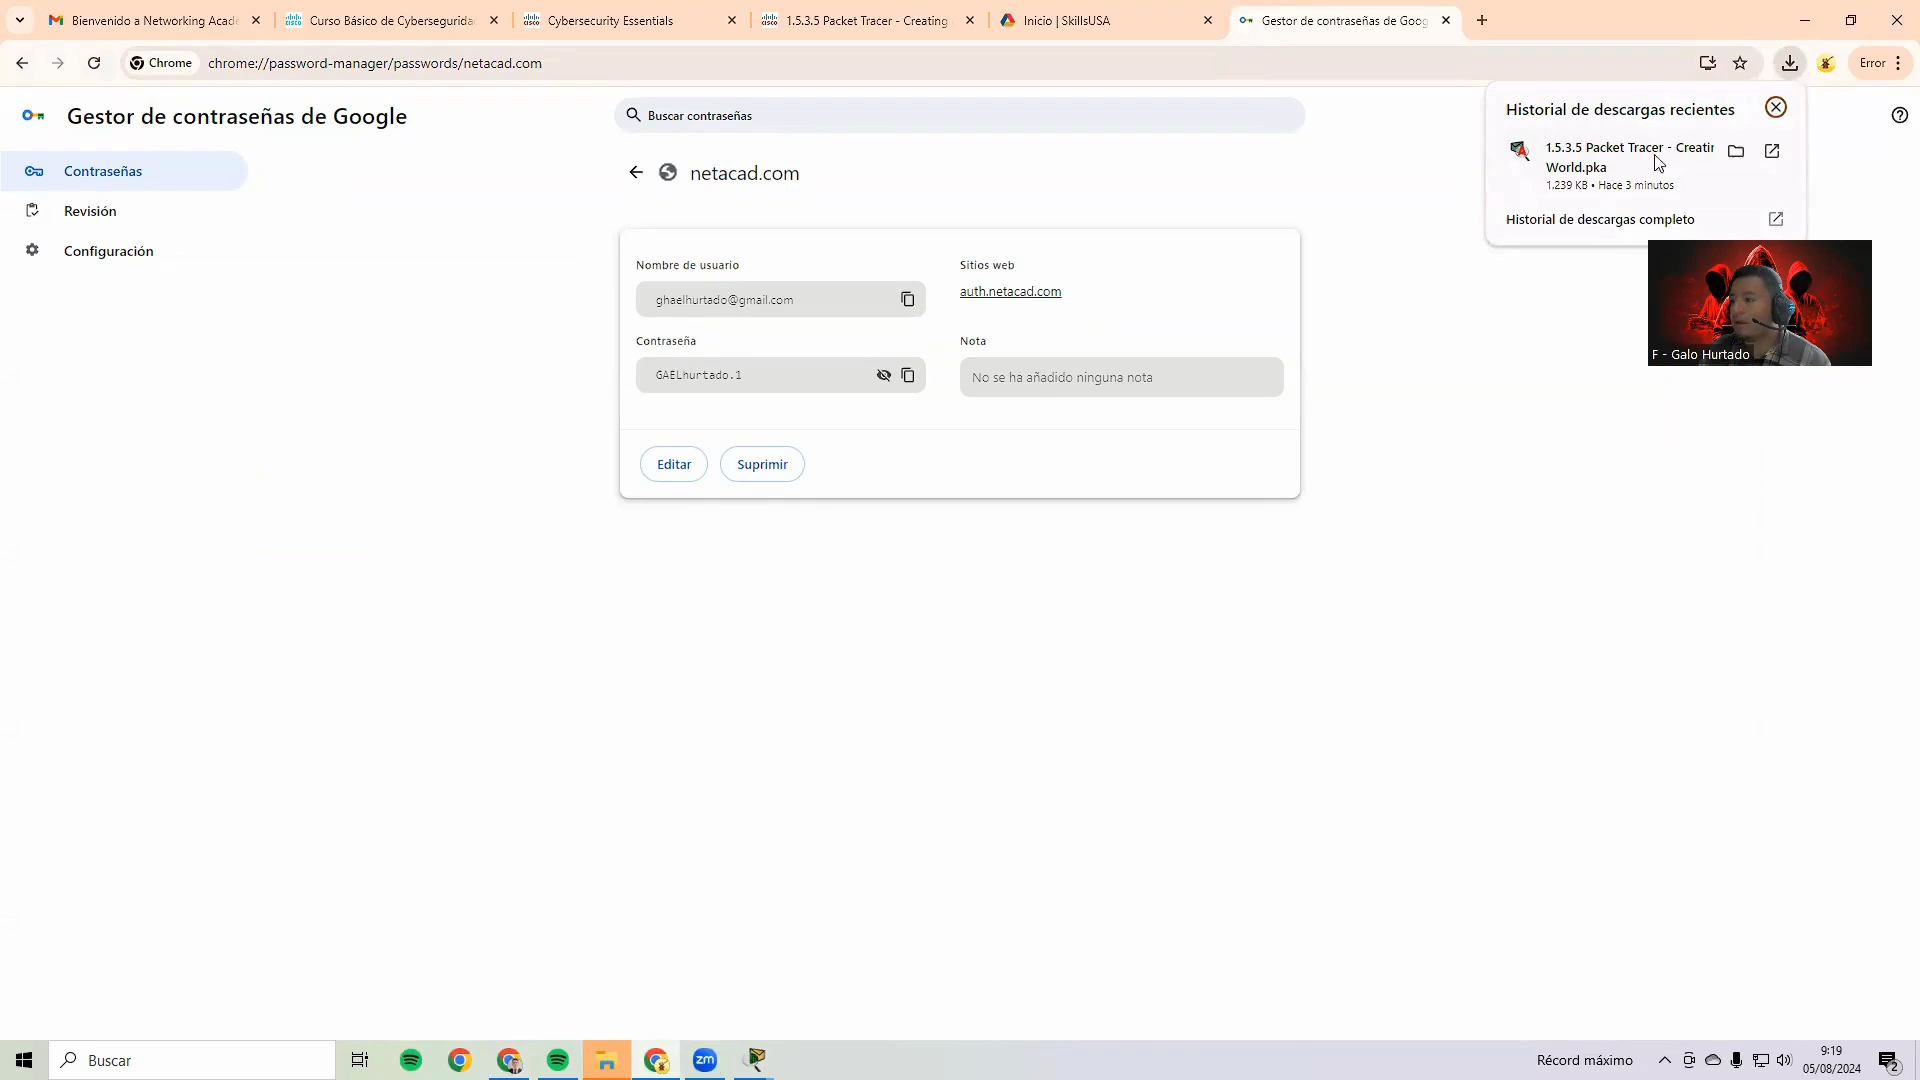 Bienvenido a Networking Acade
Curso Básico de Cybersegurida
Cybersecurity Essentials
1.5.3.5 Packet Tracer - Creating
Inicio | SkillsUSA
Gestor de contraseñas de Goog
Chrome
chrome://password-manager/passwords/netacad.com
Error
Gestor de contraseñas de Google
Buscar contraseñas
Historial de descargas recientes
1.5.3.5 Packet Tracer - Creatin
World.pka
1.239 KB • Hace 3 minutos
Historial de descargas completo
Contraseñas
Revisión
Configuración
netacad.com
Nombre de usuario
ghaelhurtado@gmail.com
Sitios web
auth.netacad.com
Contraseña
GAELhurtado.1
Nota
No se ha añadido ninguna nota
Editar
Suprimir
F - Galo Hurtado
Buscar
zm
Récord máximo
9:19
05/08/2024
2